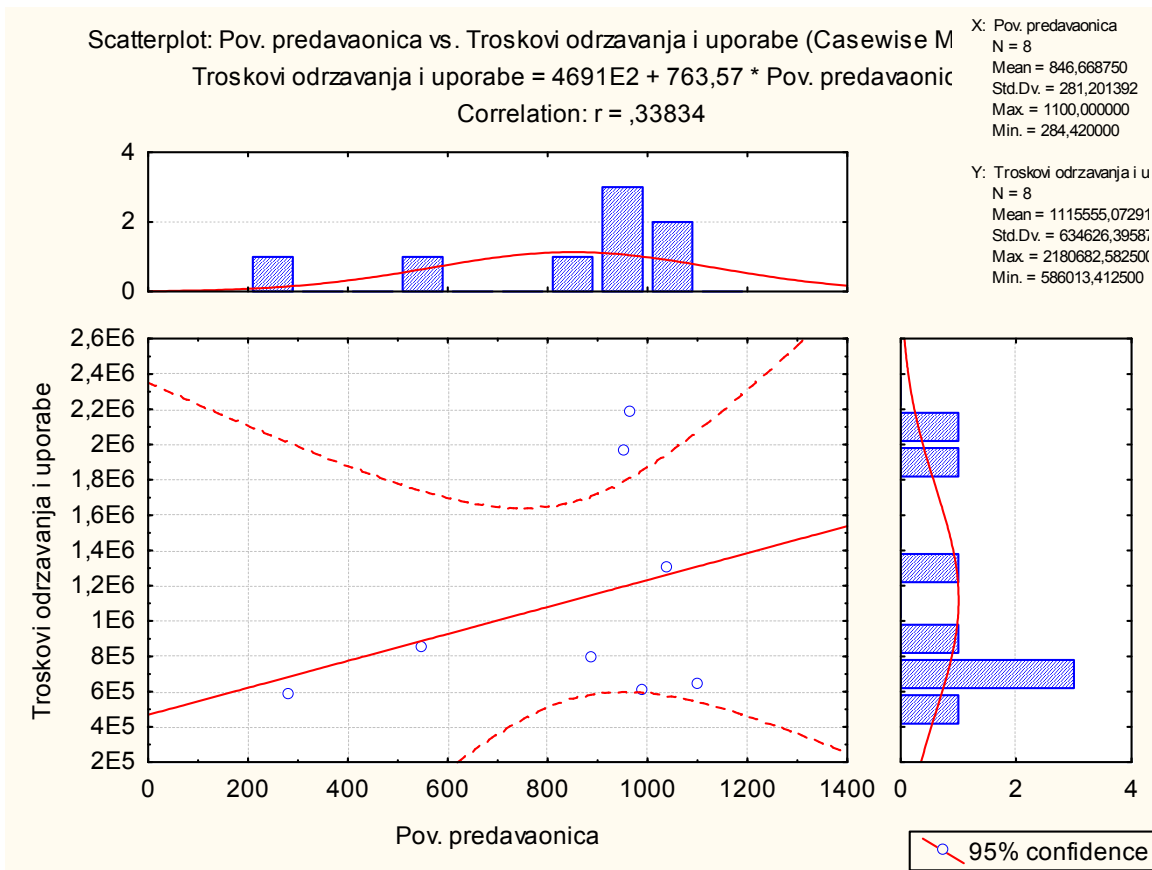 Scatterplot: Pov. predavaonica vs. Troskovi odrzavanja i uporabe (Casewise M
Troskovi odrzavanja i uporabe = 4691E2 + 763,57 * Pov. predavaonic
Correlation: r = ,33834
X: Pov. predavaonica
N = 8
Mean = 846,668750
Std.Dv. = 281,201392
Max. = 1100,000000
Min. = 284,420000
Y: Troskovi odrzavanja i u
N = 8
Mean = 1115555,07291
Std.Dv. = 634626,39587
Max. = 2180682,582500
Min. = 586013,412500
4
2
0
2,6E6
2,4E6
2,2E6
2E6
1,8E6
1,6E6
1,4E6
1,2E6
1E6
8E5
6E5
4E5
2E5
Troskovi odrzavanja i uporabe
0 200 400 600 800 1000 1200 1400
Pov. predavaonica
0 2 4
95% confidence